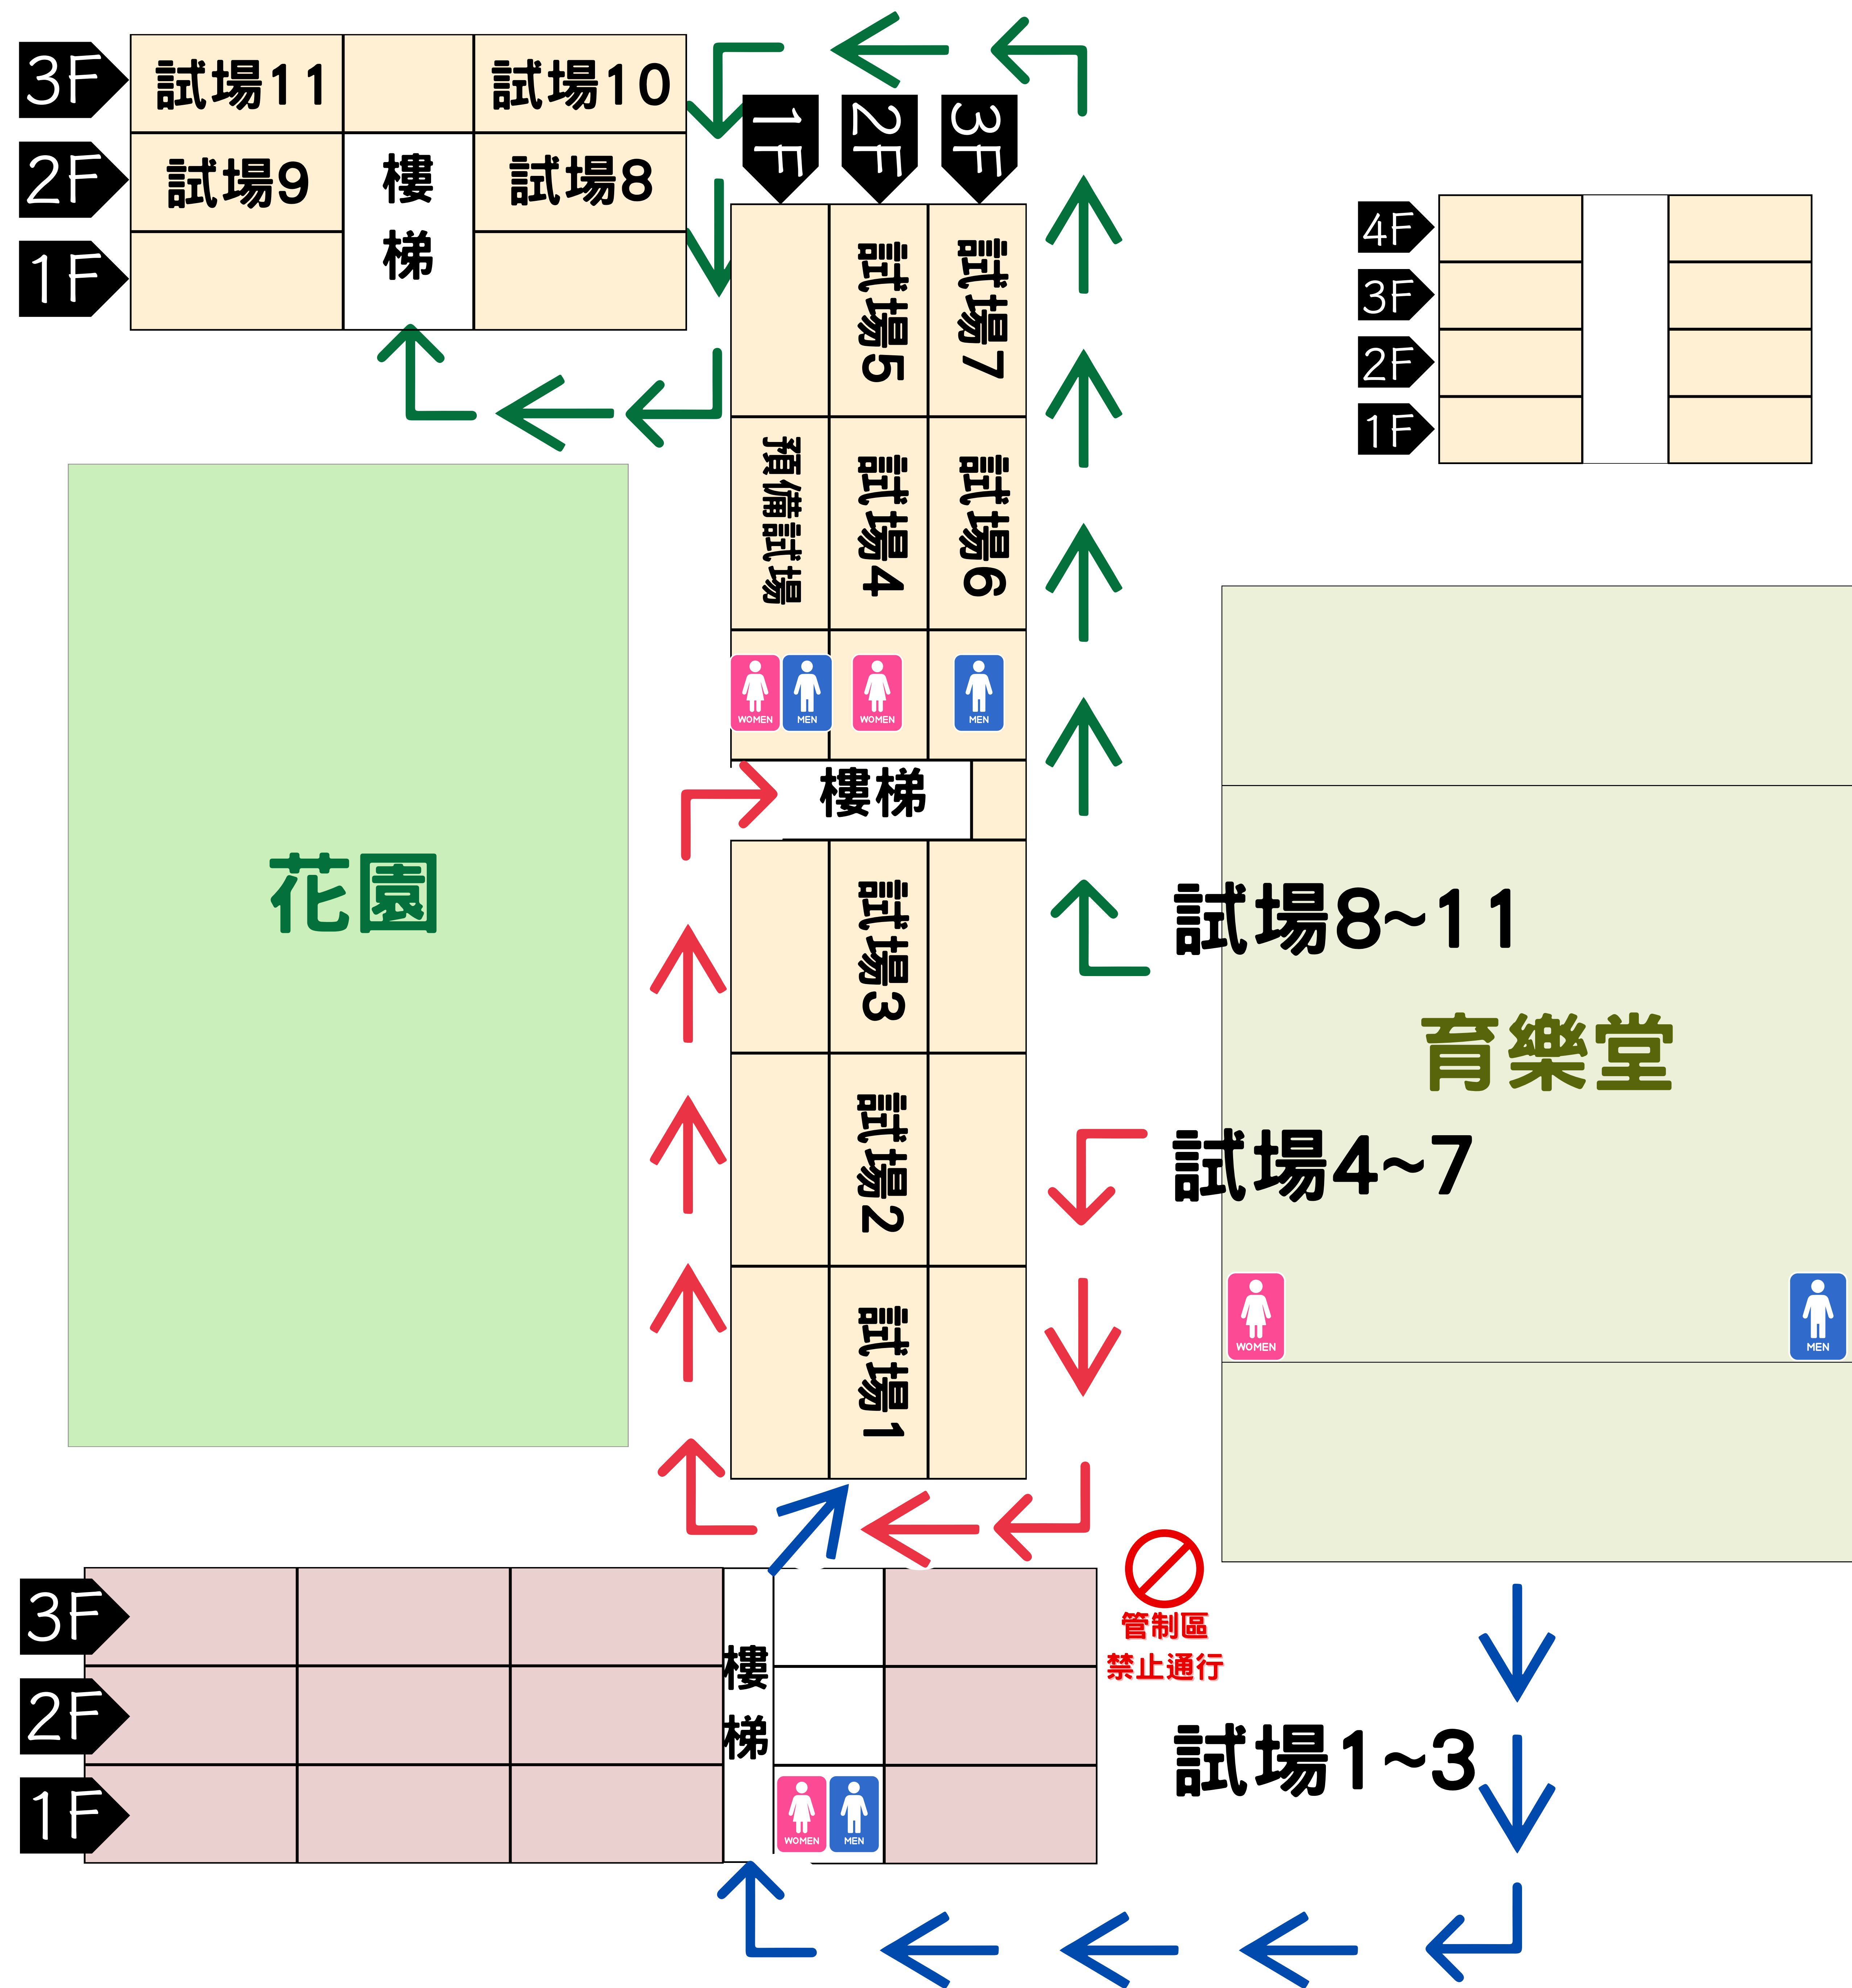 3F
試場11
試場10
2F
試場9
樓梯
試場8
1F
1F
2F
3F
試場5
試場7
預備試場
試場4
試場6
WOMEN
MEN
WOMEN
MEN
樓梯
試場3
試場2
試場1
4F
3F
2F
1F
花園
試場8~11
育樂堂
試場4~7
WOMEN
MEN
管制區
禁止通行
試場1~3
3F
2F
1F
樓梯
WOMEN
MEN